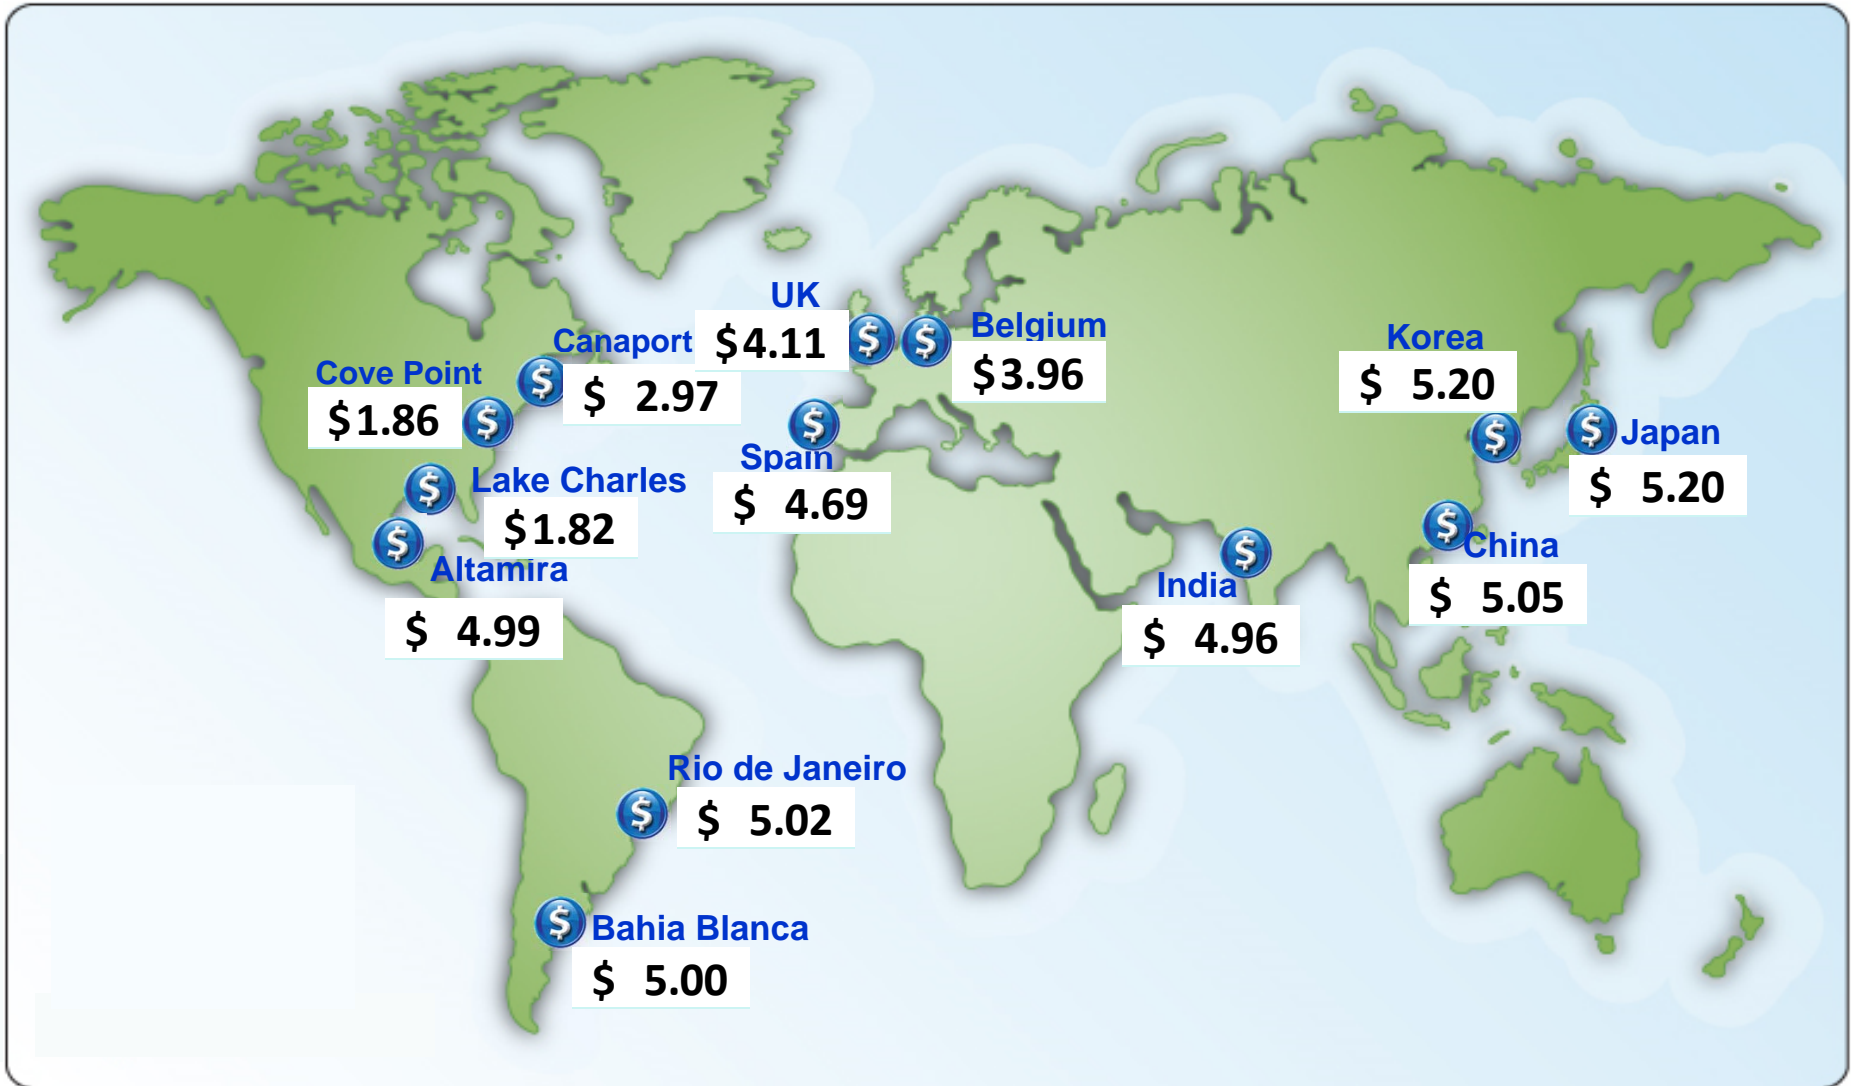 UK
$4.11
Belgium
$3.96
Canaport
$ 2.97
Cove Point
$1.86
Korea
$ 5.20
Japan
$ 5.20
Spain
$ 4.69
Lake Charles
$1.82
Altamira
$ 4.99
China
$ 5.05
India
$ 4.96
Rio de Janeiro
$ 5.02
Bahia Blanca
$ 5.00